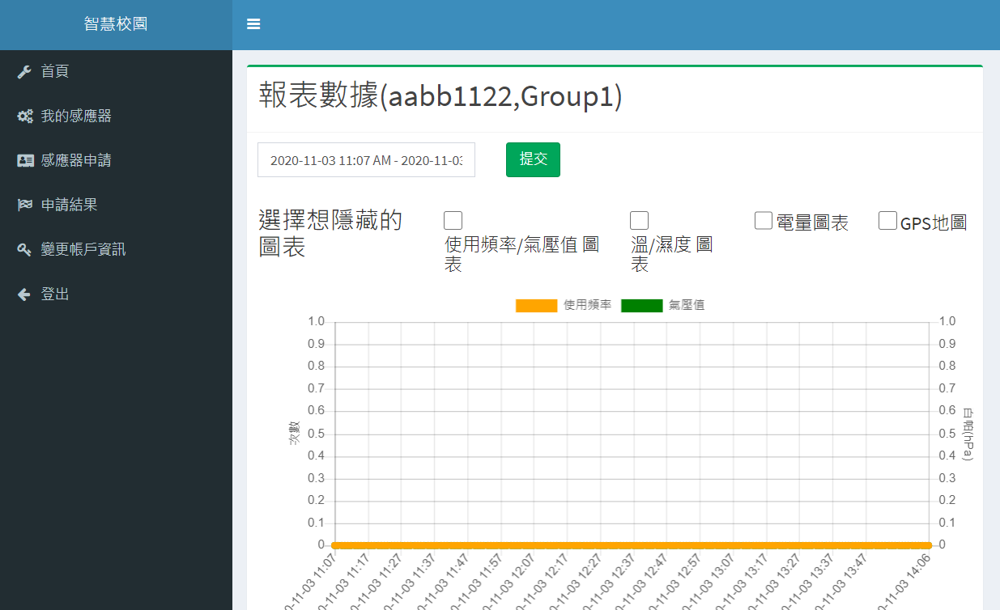 智慧校園
首頁
我的感應器
感應器申請
申請結果
變更帳戶資訊
登出
報表數據(aabb1122,Group1)
2020-11-03 11:07 AM - 2020-11-03
提交
選擇想隱藏的
圖表
使用頻率/氣壓值 圖
表
溫/濕度 圖
表
電量圖表
GPS地圖
使用頻率
氣壓值
1.0
0.9
0.8
0.7
0.6
0.5
0.4
0.3
0.2
0.1
0
次數
1.0
0.9
0.8
0.7
0.6
0.5
0.4
0.3
0.2
0.1
0
百帕(hPa)
0-11-03 11:07
0-11-03 11:17
0-11-03 11:27
0-11-03 11:37
0-11-03 11:47
0-11-03 11:57
0-11-03 12:07
0-11-03 12:17
0-11-03 12:27
0-11-03 12:37
0-11-03 12:47
0-11-03 12:57
0-11-03 13:07
0-11-03 13:17
0-11-03 13:27
0-11-03 13:37
0-11-03 13:47
0-11-03 14:06